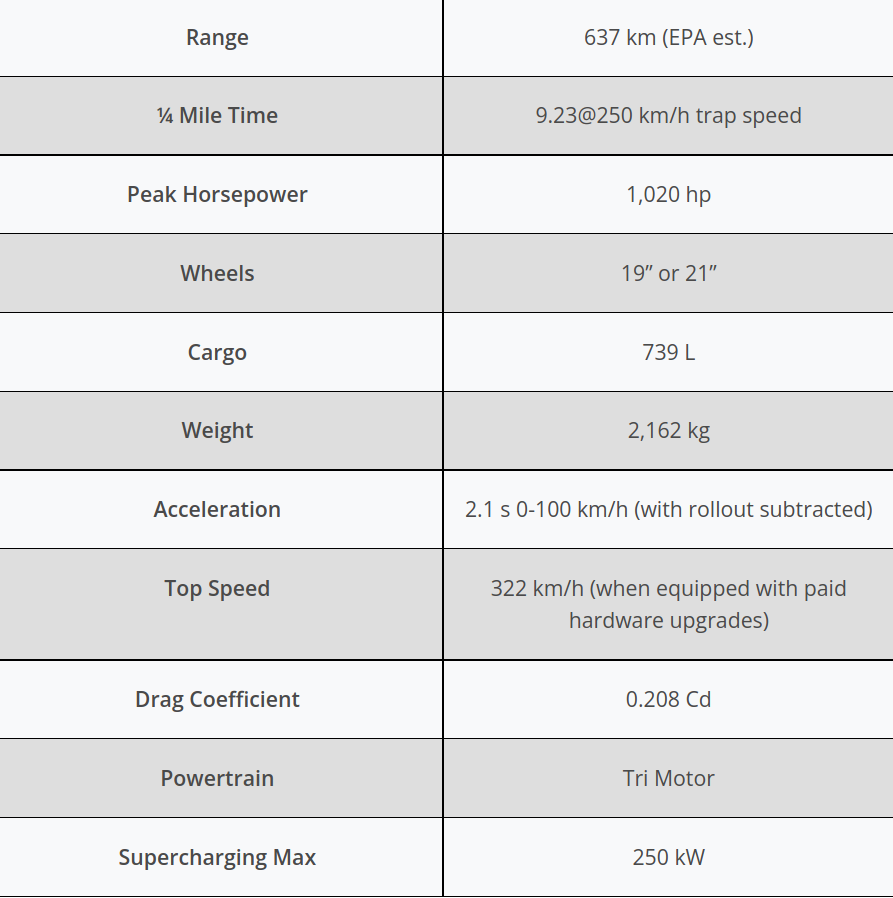 Range 637 km (EPA est.)
¼ Mile Time 9.23@250 km/h trap speed
Peak Horsepower 1,020 hp
Wheels 19” or 21”
Cargo 739 L
Weight 2,162 kg
Acceleration 2.1 s 0-100 km/h (with rollout subtracted)
Top Speed 322 km/h (when equipped with paid
hardware upgrades)
Drag Coefficient 0.208 Cd
Powertrain Tri Motor
Supercharging Max 250 kW